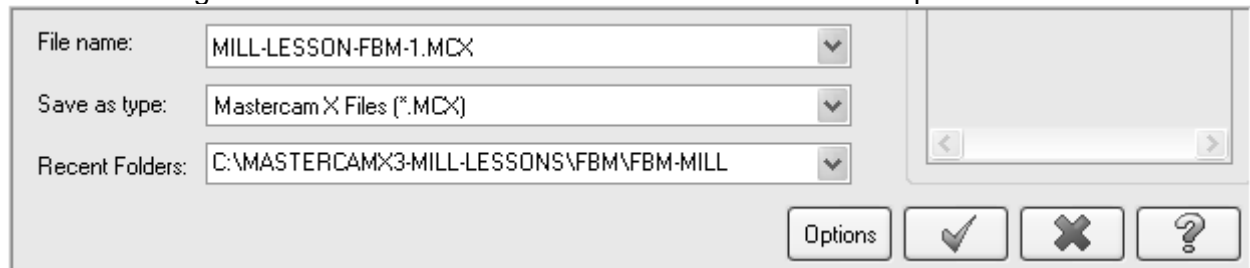 File name: MILL-LESSON-FBM-1.MCX
Save as type: Mastercam X Files (*.MCX)
Recent Folders: C:\MASTERCAMX3-MILL-LESSONS\FBM\FBM-MILL
Options